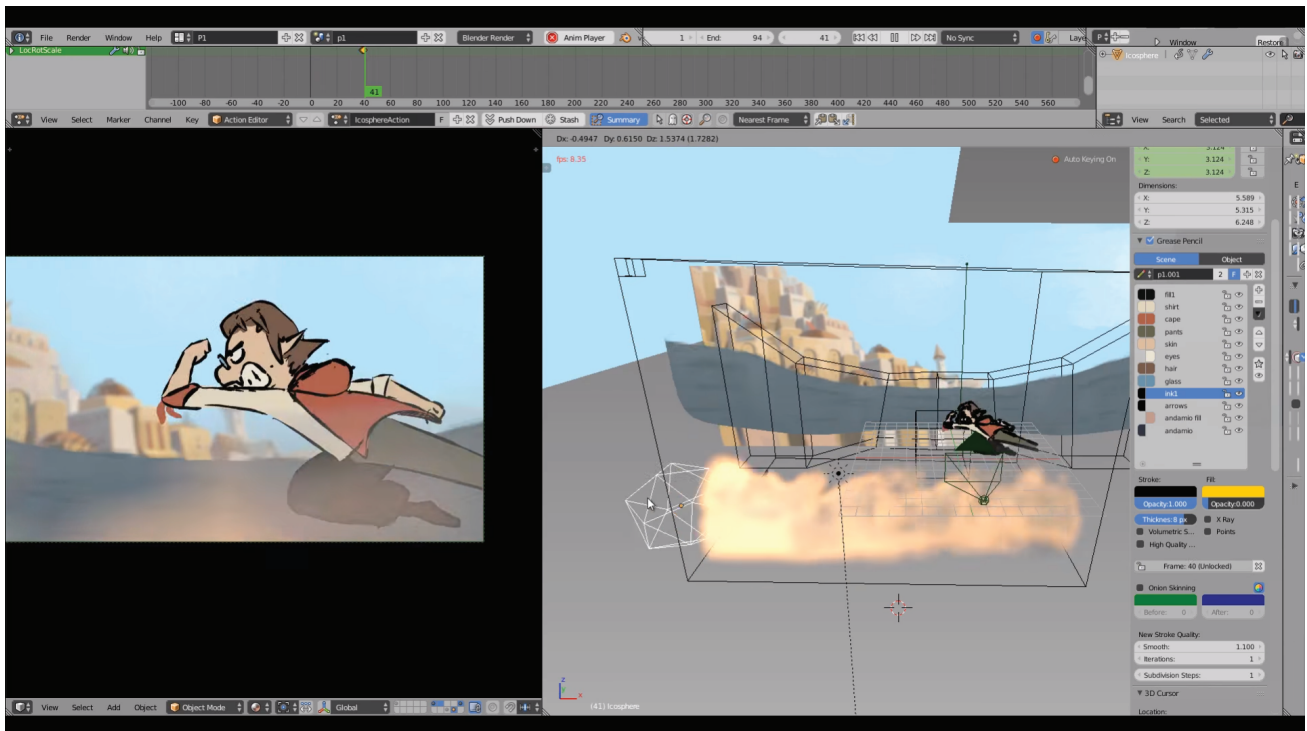 File Render Window Help P1 p1 Blender Render Anim Player 1 End: 94 41 No Sync Laye Window Restore
LocRotScale Icosphere
41
-100 -80 -60 -40 -20 0 20 40 60 80 100 120 140 160 180 200 220 240 260 280 300 320 340 360 380 400 420 440 460 480 500 520 540 560
View Select Marker Channel Key Action Editor IcosphereAction F Push Down Stash Summary Nearest Frame View Search Selected
Dx: -0.4947 Dy: 0.6150 Dz: 1.5374 (1.7282)
fps: 8.35 Auto Keying On
X: 3.124
Y: 3.124
Z: 3.124
Dimensions:
X: 5.589
Y: 5.315
Z: 6.248
Grease Pencil
Scene Object
p1.001 2 F
fill1
shirt
cape
pants
skin
eyes
hair
glass
ink1
arrows
andamio fill
andamio
Stroke: Fill:
Opacity:1.000 Opacity:0.000
Thicknes:8 px X Ray
Volumetric S... Points
High Quality ...
Frame: 40 (Unlocked)
Onion Skinning
Before: 0 After: 0
New Stroke Quality:
Smooth: 1.100
Iterations: 1
Subdivision Steps: 1
3D Cursor
Location:
z
y
x
(41) Icosphere
View Select Add Object Object Mode Global